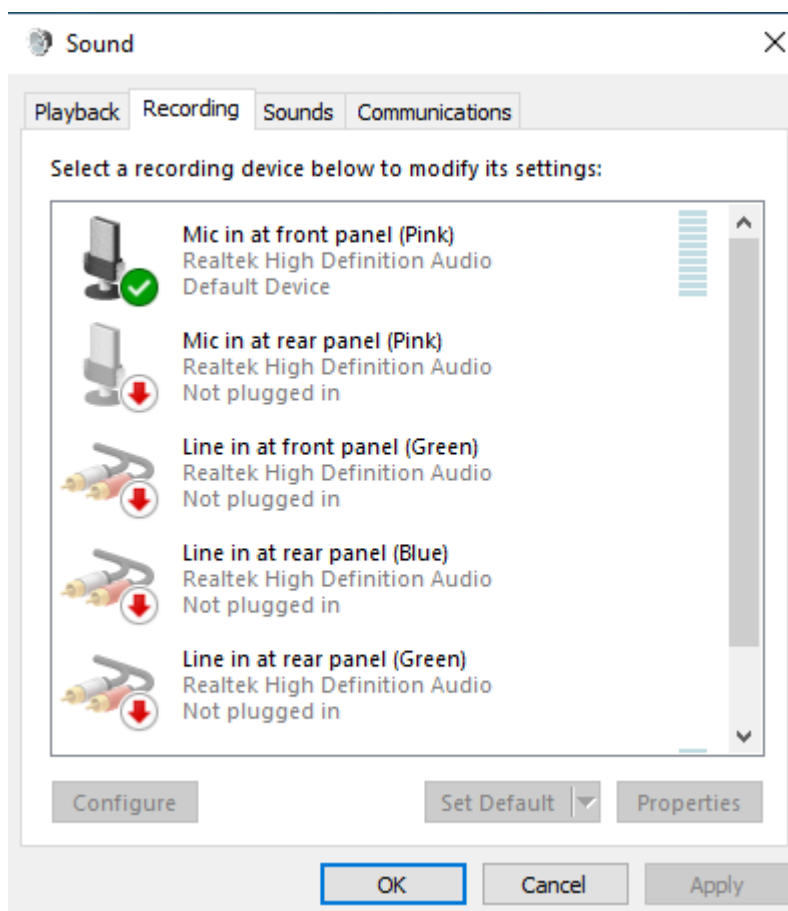 Sound
Playback Recording Sounds Communications
Select a recording device below to modify its settings:
Mic in at front panel (Pink)
Realtek High Definition Audio
Default Device
Mic in at rear panel (Pink)
Realtek High Definition Audio
Not plugged in
Line in at front panel (Green)
Realtek High Definition Audio
Not plugged in
Line in at rear panel (Blue)
Realtek High Definition Audio
Not plugged in
Line in at rear panel (Green)
Realtek High Definition Audio
Not plugged in
Configure Set Default Properties
OK Cancel Apply